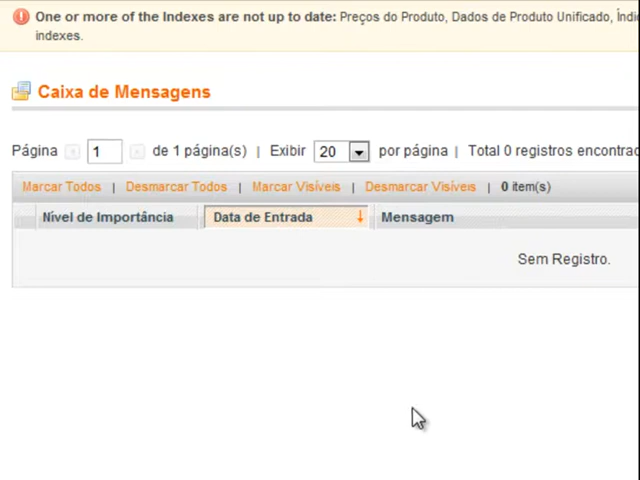 One or more of the Indexes are not up to date: Preços do Produto, Dados de Produto Unificado,
indexes.
Caixa de Mensagens
Página 1 de 1 página(s) | Exibir 20 por página | Total 0 registros
Marcar Todos | Desmarcar Todos | Marcar Visíveis | Desmarcar Visíveis | 0 item(s)
Nível de Importância Data de Entrada Mensagem
Sem Registro.